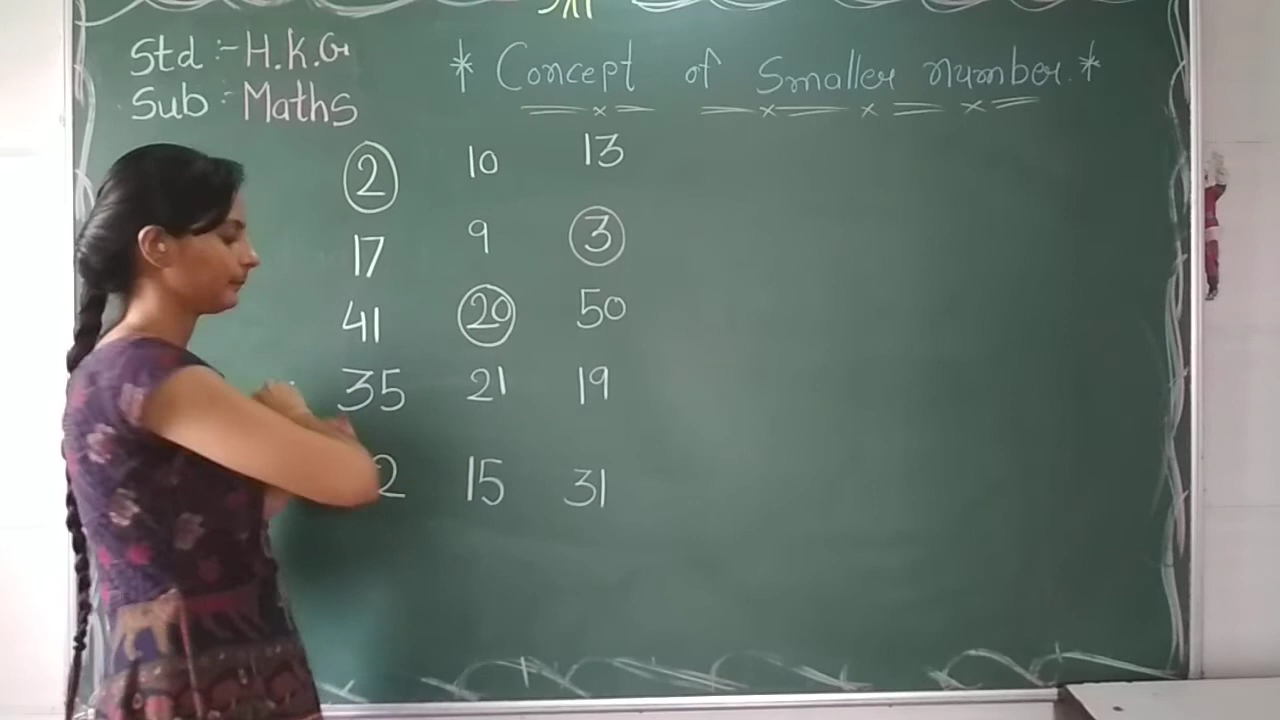 Std :- H.K.G
* Concept of Smaller number. *
Sub :- Maths
2 10 13
17 9 3
41 20 50
35 21 19
2 15 31